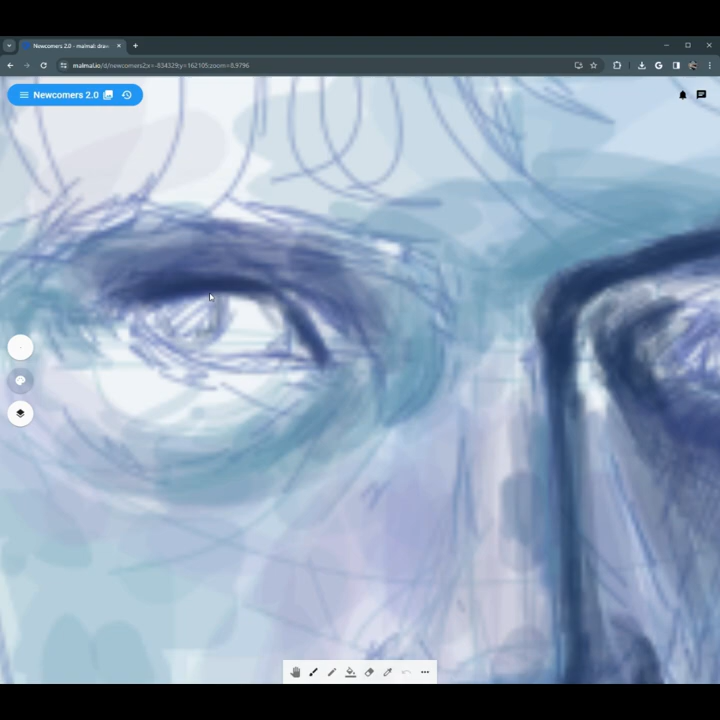 Newcomers 2.0 - malmal: draw
malmal.io/d/newcomers2;x=-834329;y=162105;zoom=8.9796
Newcomers 2.0